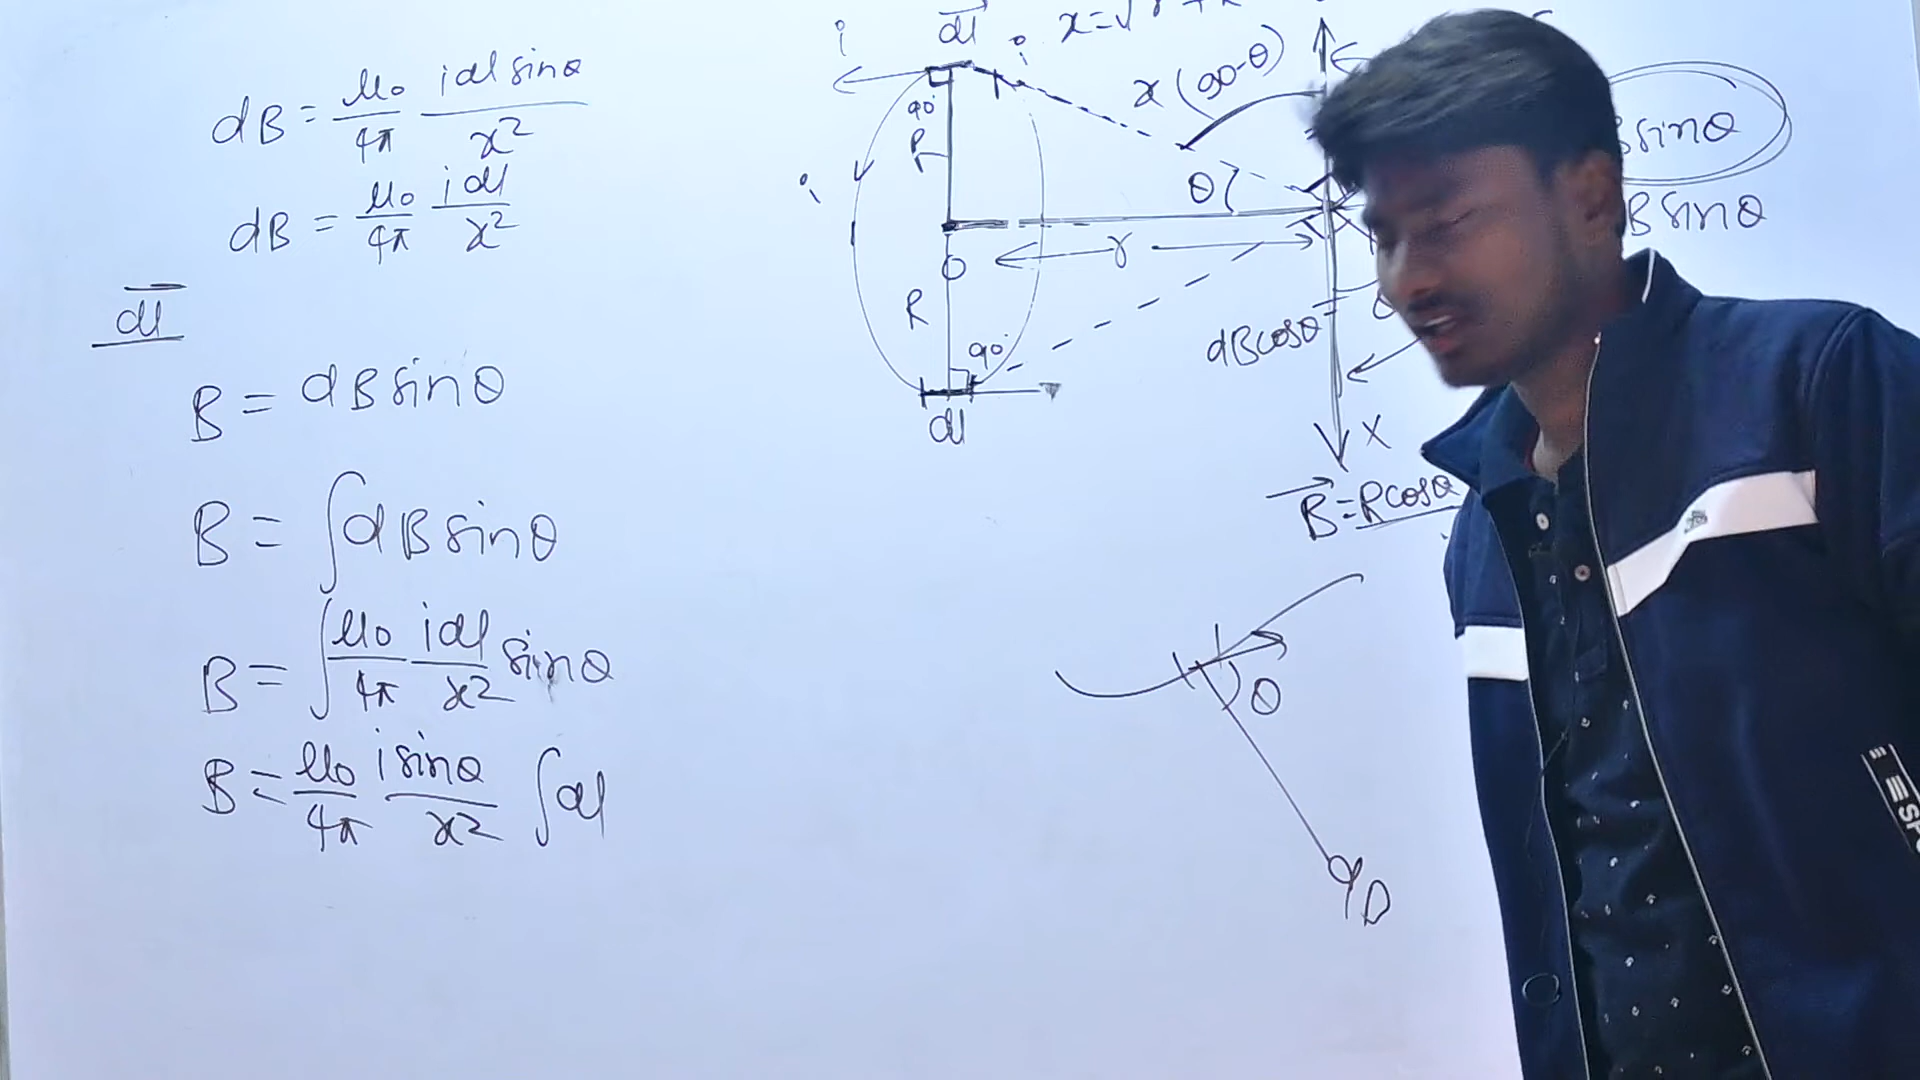 dB = μ₀/4π idl sinθ/x²
dB = μ₀/4π idl/x²
dl
B = dB sinθ
B = ∫dB sinθ
B = ∫μ₀/4π idl/x² sinθ
B = μ₀/4π i sinθ/x² ∫dl
i
dl
i
x (90-θ)
90°
R
i
θ
sinθ
B sinθ
O
r
R
90°
dB cosθ
dl
X
B = R cosθ
θ